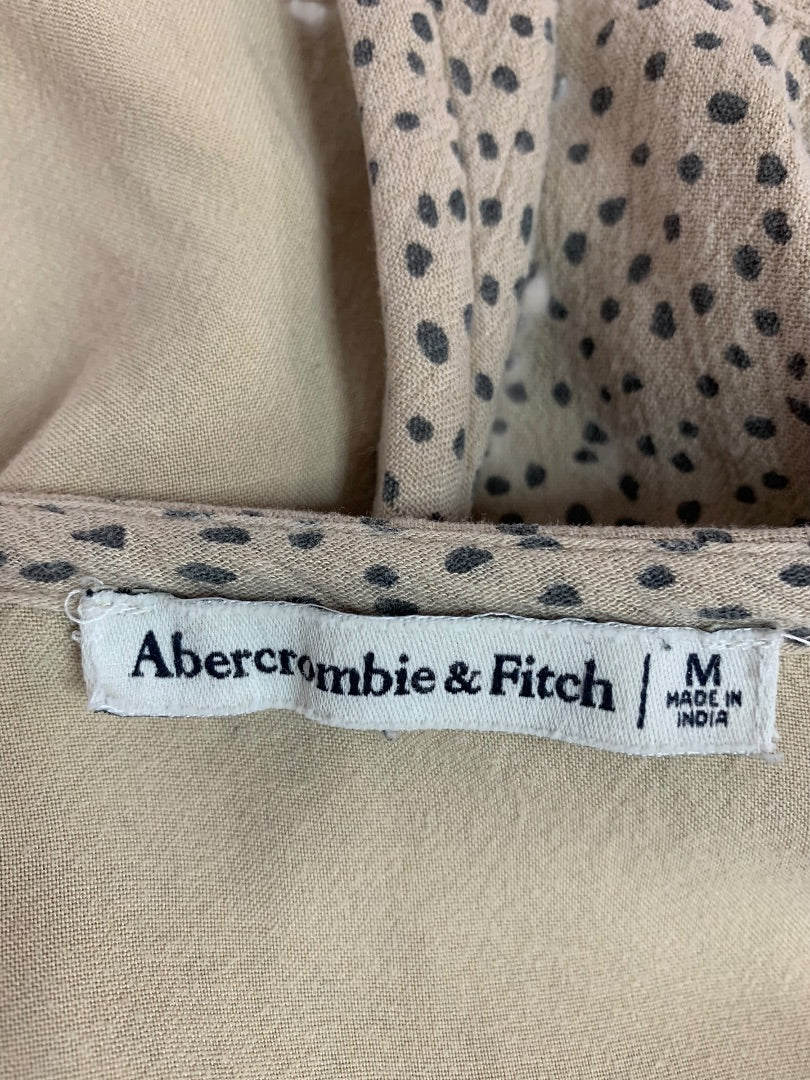 Abercrombie & Fitch | M
MADE IN
INDIA